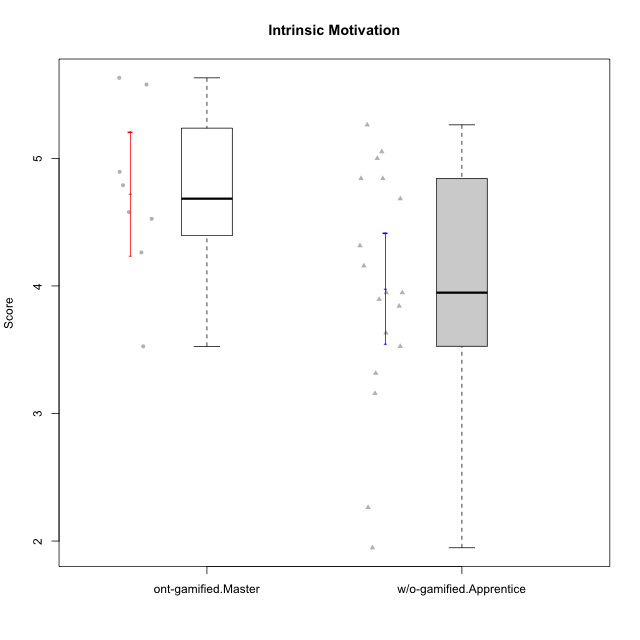 Intrinsic Motivation
Score
5
4
3
2
ont-gamified.Master
w/o-gamified.Apprentice